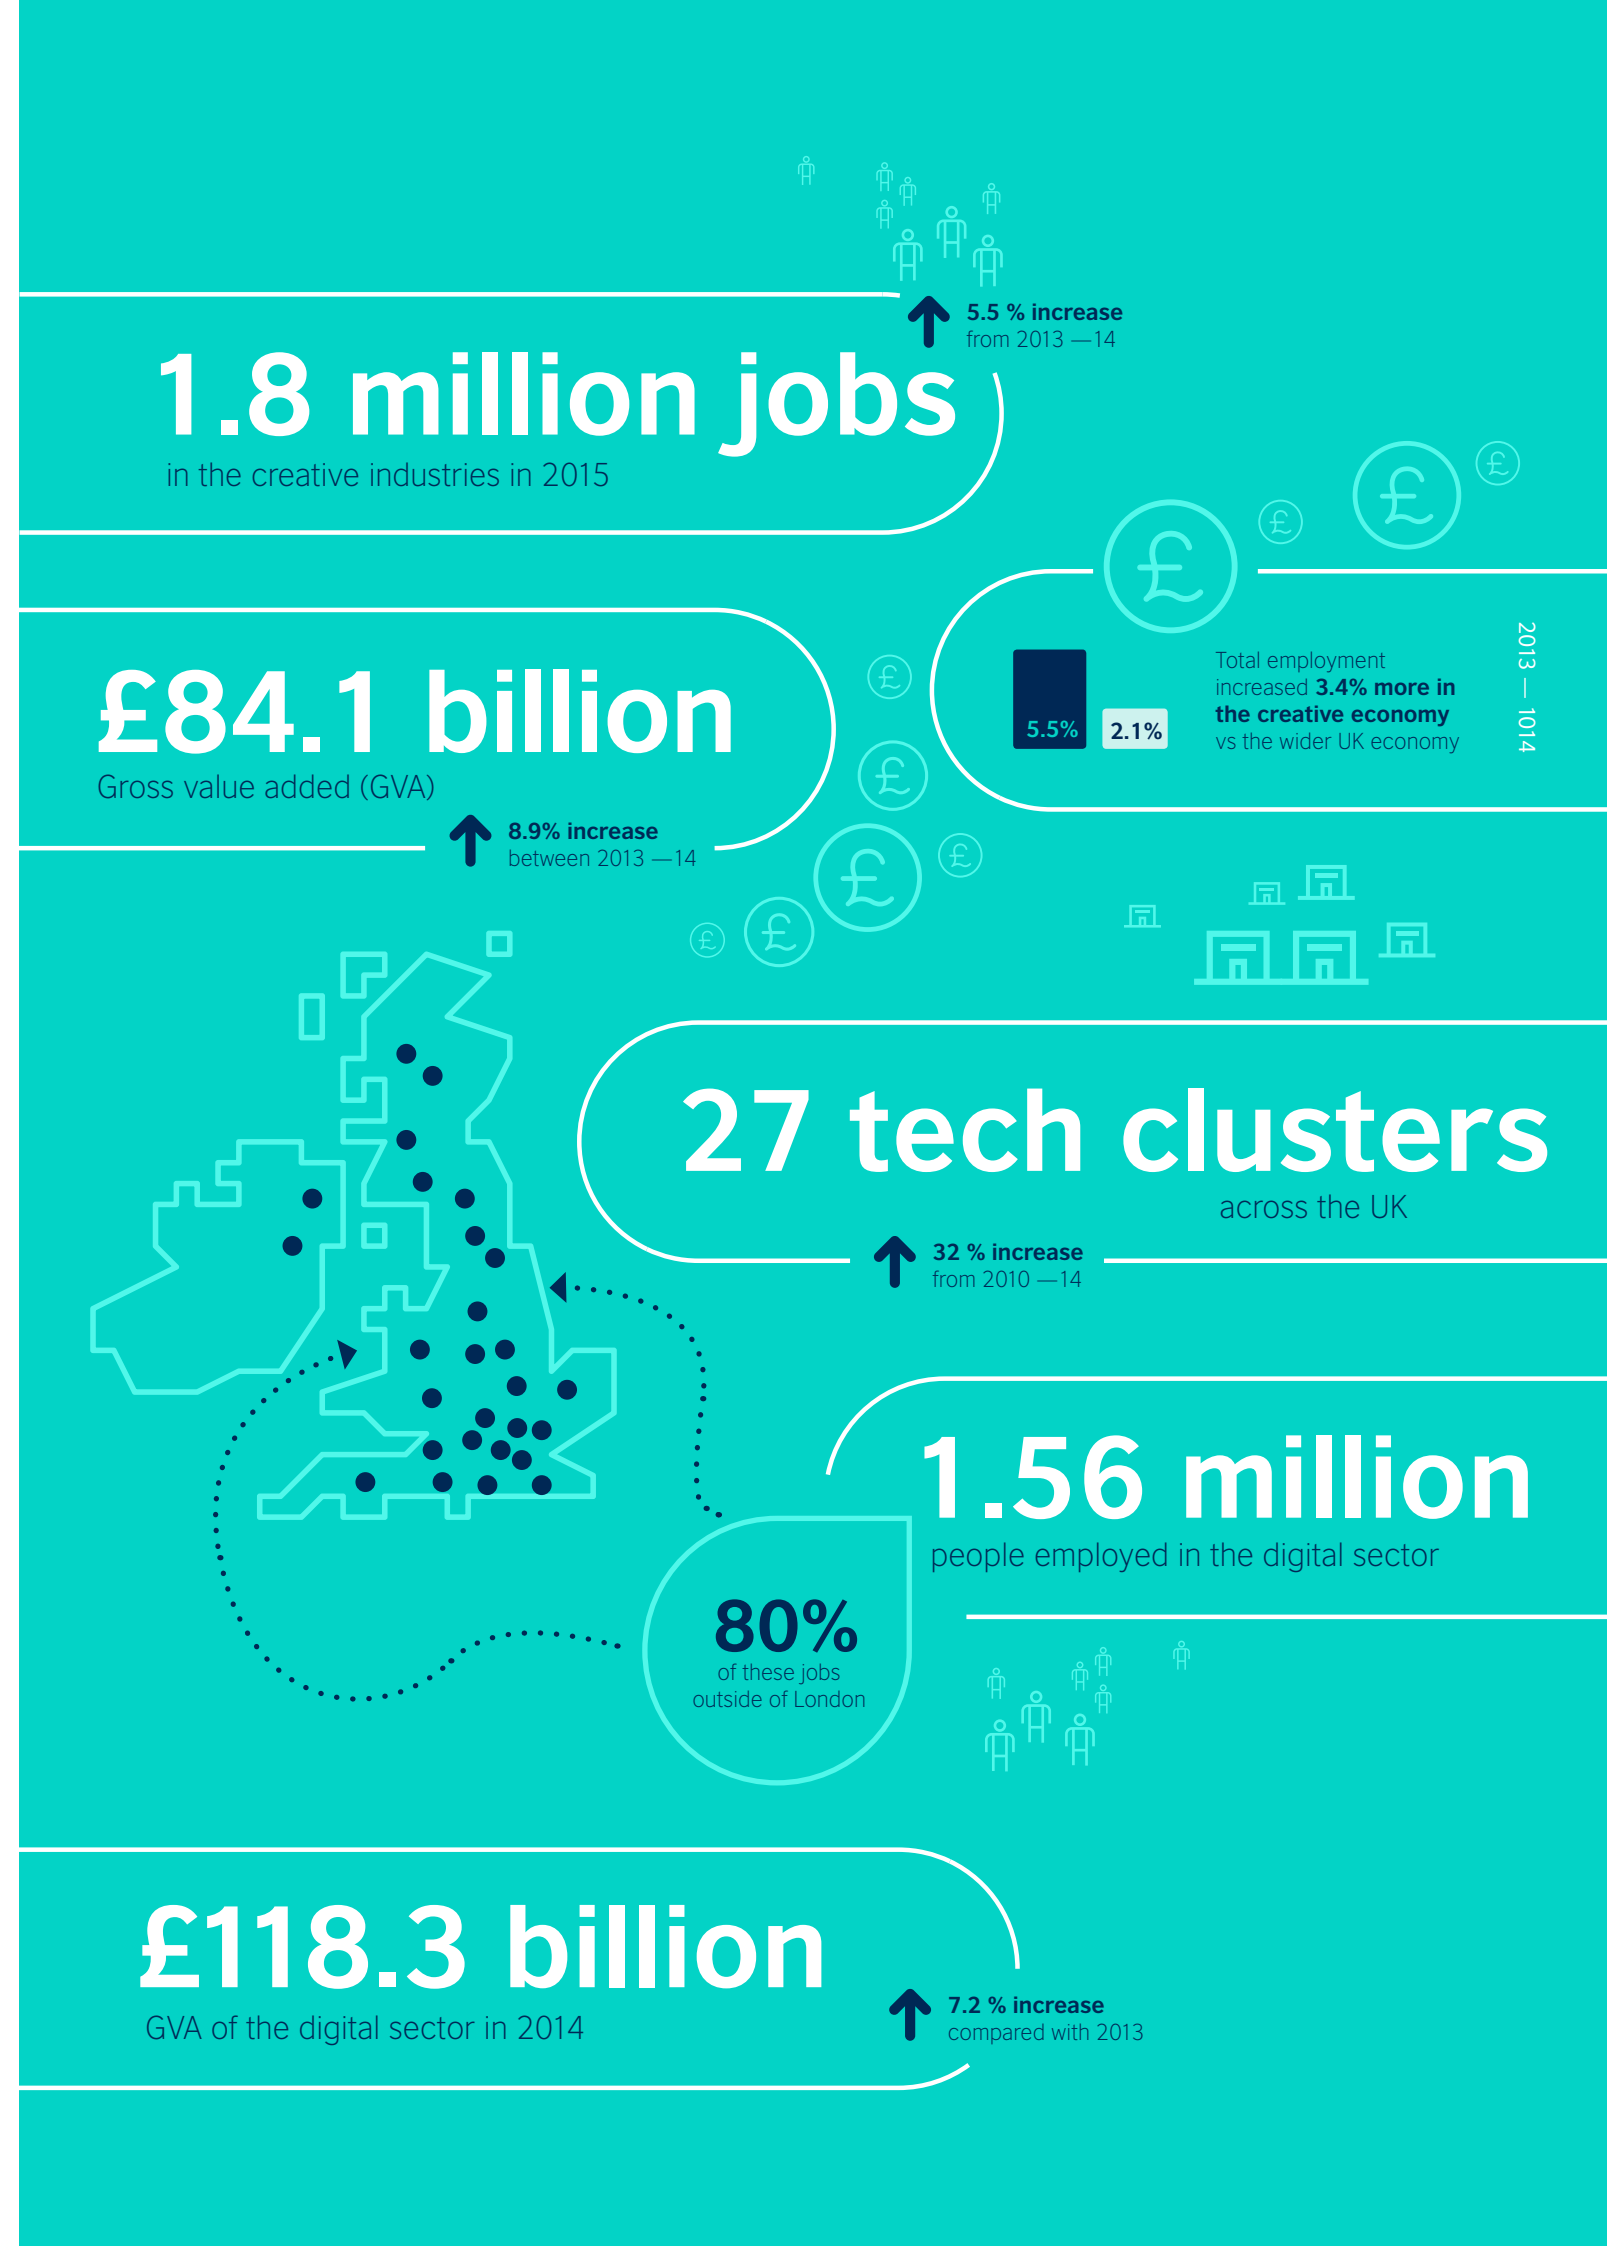 5.5 % increase
from 2013 —14
1.8 million jobs
in the creative industries in 2015
£84.1 billion
Gross value added (GVA)
8.9% increase
between 2013 —14
5.5%
2.1%
Total employment
increased 3.4% more in
the creative economy
vs the wider UK economy
2013 — 1014
27 tech clusters
across the UK
32 % increase
from 2010 —14
1.56 million
people employed in the digital sector
80%
of these jobs
outside of London
£118.3 billion
GVA of the digital sector in 2014
7.2 % increase
compared with 2013